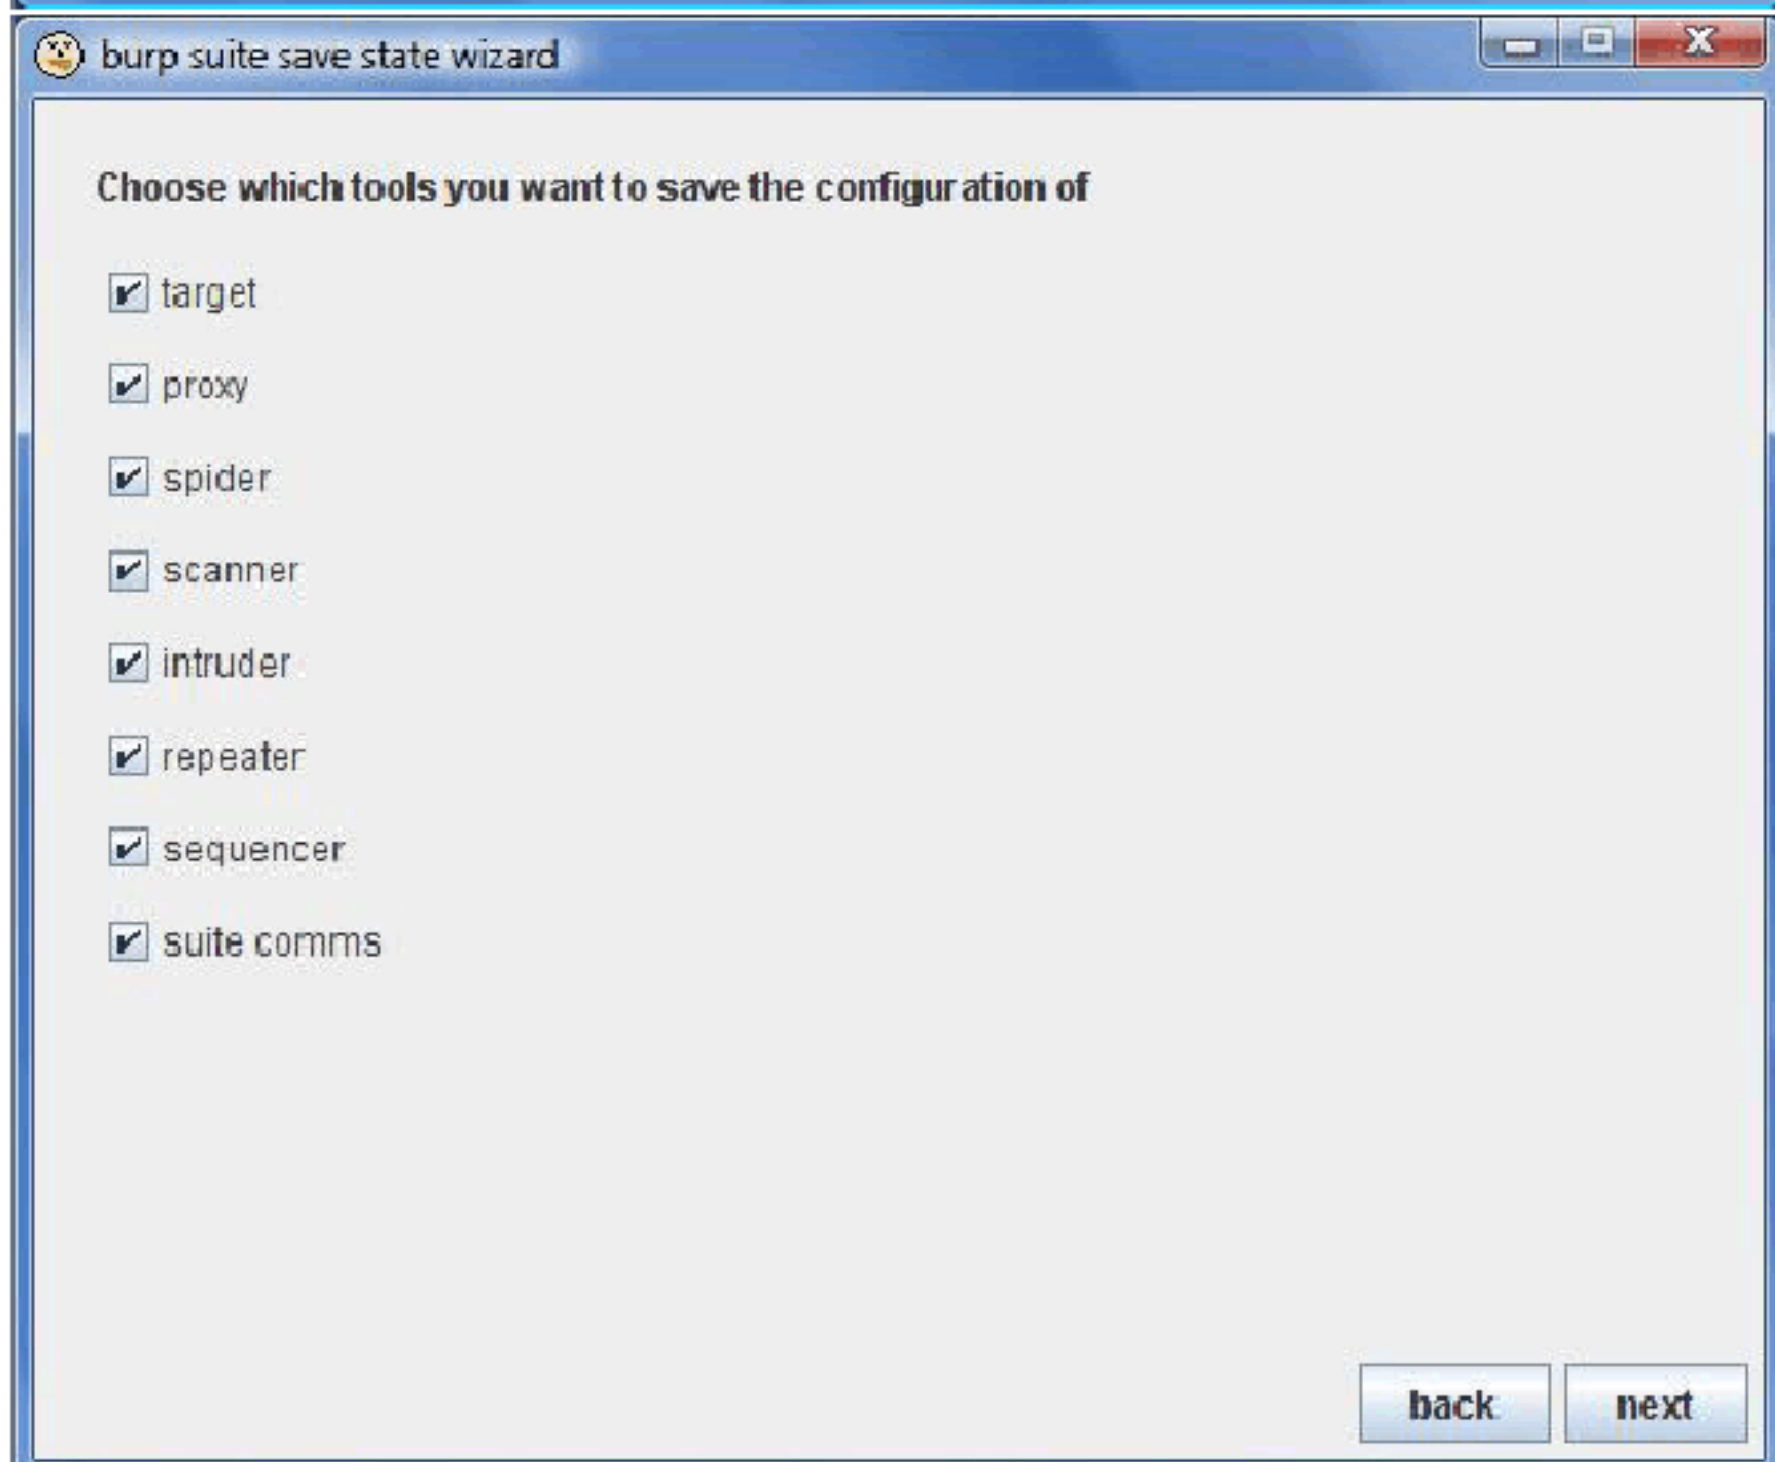 burp suite save state wizard
Choose which tools you want to save the configuration of
target
proxy
spider
scanner
intruder
repeater
sequencer
suite comms
back next